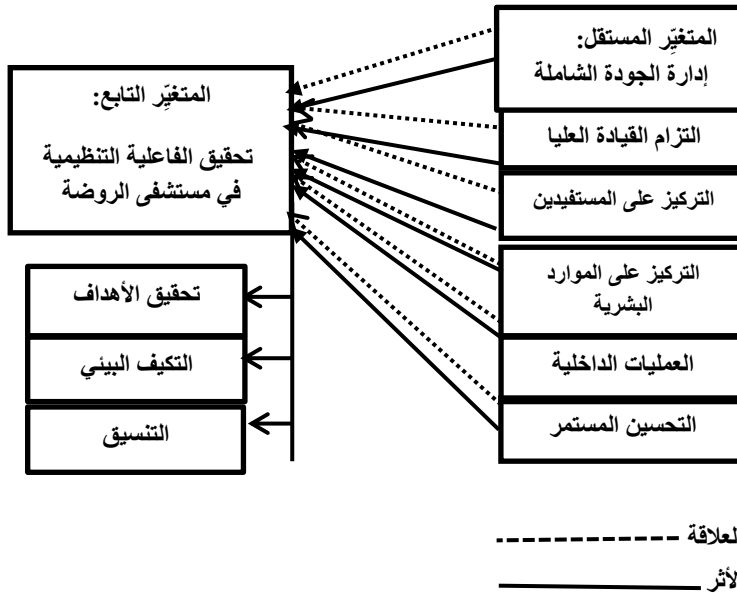 المتغيِّر المستقل:
إدارة الجودة الشاملة
التزام القيادة العليا
التركيز على المستفيدين
التركيز على الموارد
البشرية
العمليات الداخلية
التحسين المستمر
المتغيِّر التابع:
تحقيق الفاعلية التنظيمية
في مستشفى الروضة
تحقيق الأهداف
التكيف البيئي
التنسيق
لعلاقة
لأثر